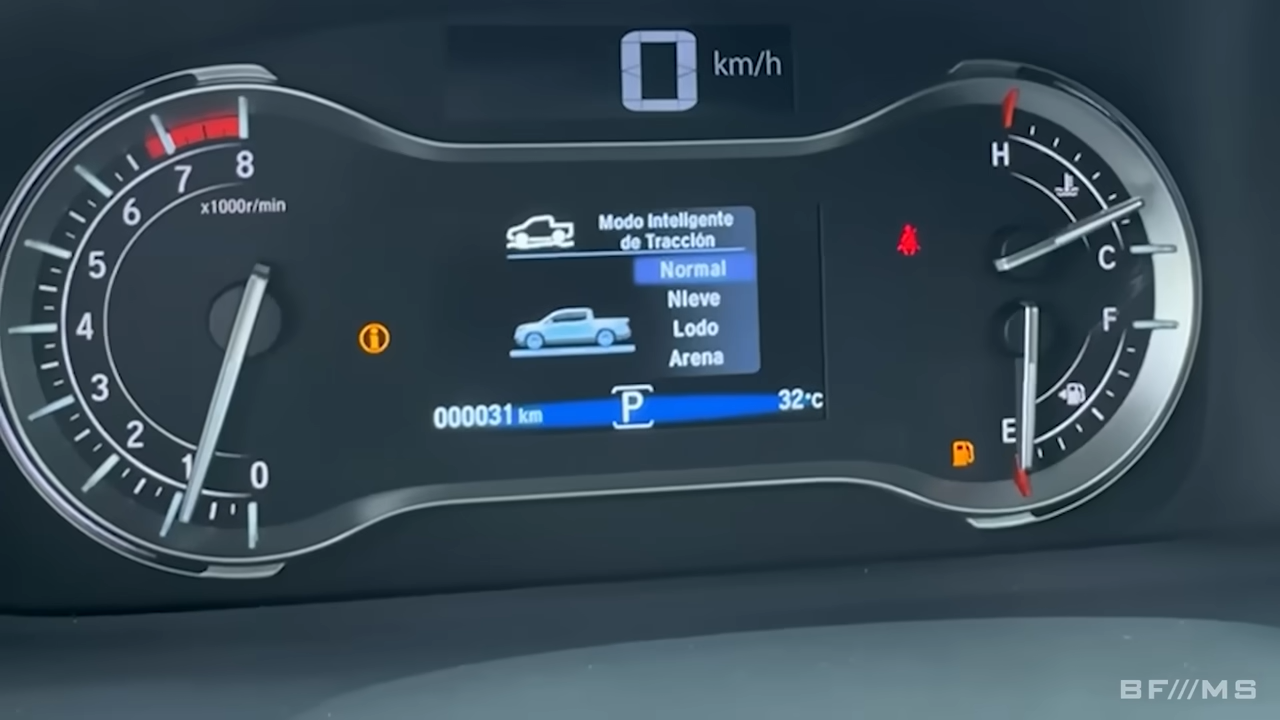 0 km/h
8
7
6
5
4
3
2
1
0
x1000r/min
Modo Inteligente
de Tracción
Normal
Nieve
Lodo
Arena
000031 km
P
32°C
H
C
F
E
BF///MS